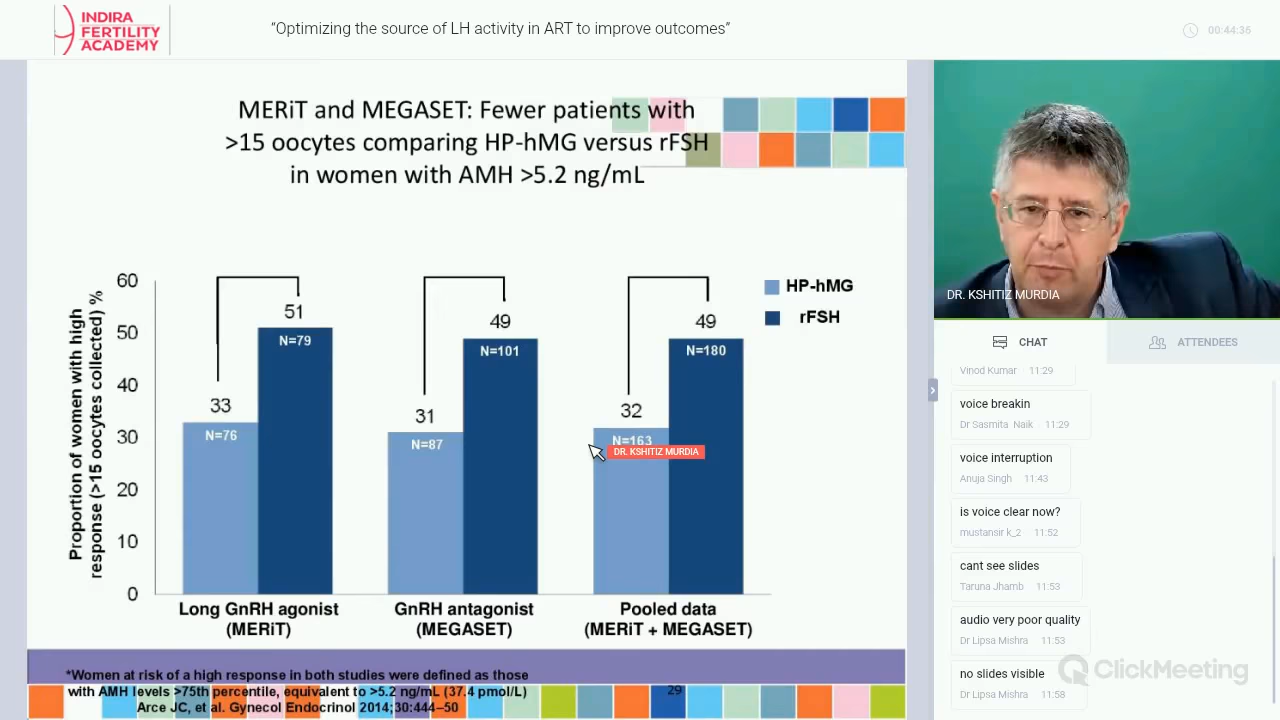 INDIRA
FERTILITY
ACADEMY
“Optimizing the source of LH activity in ART to improve outcomes”
00:44:36
MERiT and MEGASET: Fewer patients with
>15 oocytes comparing HP-hMG versus rFSH
in women with AMH >5.2 ng/mL
Proportion of women with high
response (>15 oocytes collected) %
60
50
40
30
20
10
0
33
N=76
51
N=79
31
N=87
49
N=101
32
N=163
49
N=180
HP-hMG
rFSH
DR. KSHITIZ MURDIA
Long GnRH agonist
(MERiT)
GnRH antagonist
(MEGASET)
Pooled data
(MERiT + MEGASET)
*Women at risk of a high response in both studies were defined as those
with AMH levels >75th percentile, equivalent to >5.2 ng/mL (37.4 pmol/L)
Arce JC, et al. Gynecol Endocrinol 2014;30:444–50
29
DR. KSHITIZ MURDIA
CHAT
ATTENDEES
Vinod Kumar 11:29
voice breakin
Dr Sasmita Naik 11:29
voice interruption
Anuja Singh 11:43
is voice clear now?
mustansir k_2 11:52
cant see slides
Taruna Jhamb 11:53
audio very poor quality
Dr Lipsa Mishra 11:53
no slides visible
Dr Lipsa Mishra 11:58
ClickMeeting